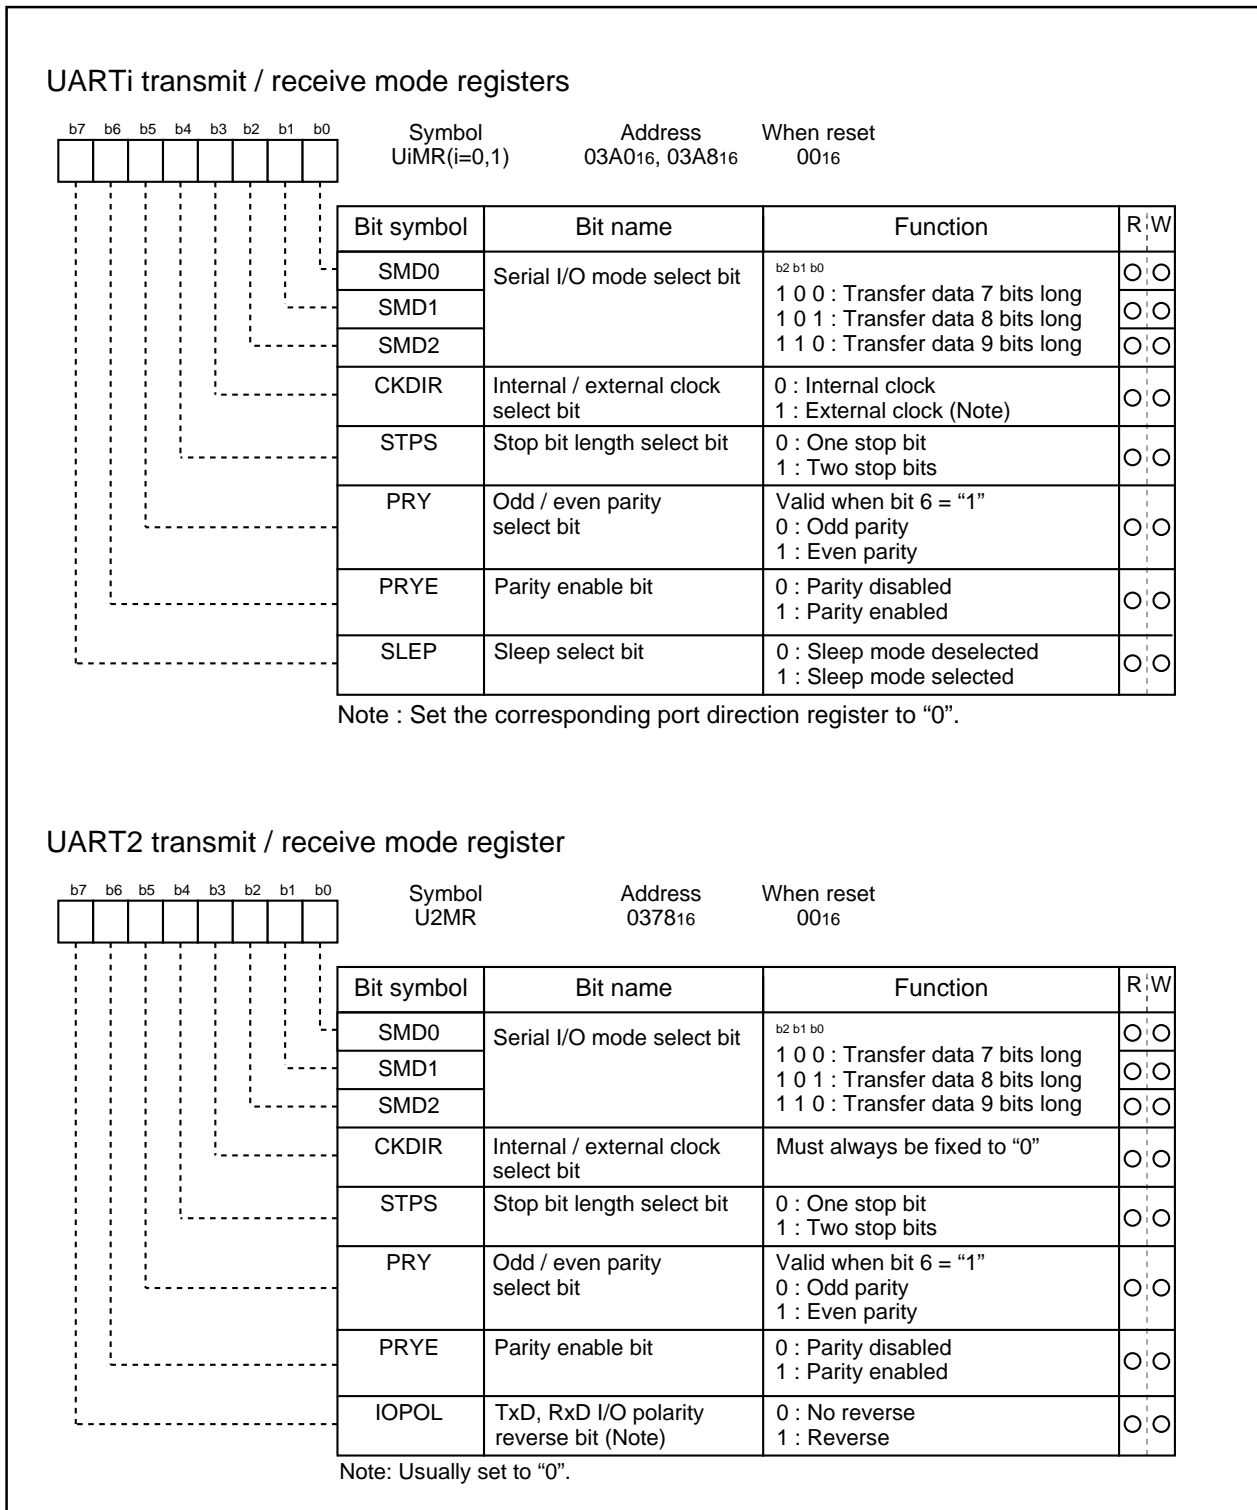 UARTi transmit / receive mode registers
b7 b6 b5 b4 b3 b2 b1 b0
Symbol Address When reset
UiMR(i=0,1) 03A016, 03A816 0016
Bit symbol Bit name Function R W
SMD0 Serial I/O mode select bit b2 b1 b0
1 0 0 : Transfer data 7 bits long
SMD1 1 0 1 : Transfer data 8 bits long
SMD2 1 1 0 : Transfer data 9 bits long
CKDIR Internal / external clock 0 : Internal clock
select bit 1 : External clock (Note)
STPS Stop bit length select bit 0 : One stop bit
1 : Two stop bits
PRY Odd / even parity Valid when bit 6 = “1”
select bit 0 : Odd parity
1 : Even parity
PRYE Parity enable bit 0 : Parity disabled
1 : Parity enabled
SLEP Sleep select bit 0 : Sleep mode deselected
1 : Sleep mode selected
Note : Set the corresponding port direction register to “0”.
UART2 transmit / receive mode register
b7 b6 b5 b4 b3 b2 b1 b0
Symbol Address When reset
U2MR 037816 0016
Bit symbol Bit name Function R W
SMD0 Serial I/O mode select bit b2 b1 b0
1 0 0 : Transfer data 7 bits long
SMD1 1 0 1 : Transfer data 8 bits long
SMD2 1 1 0 : Transfer data 9 bits long
CKDIR Internal / external clock Must always be fixed to “0”
select bit
STPS Stop bit length select bit 0 : One stop bit
1 : Two stop bits
PRY Odd / even parity Valid when bit 6 = “1”
select bit 0 : Odd parity
1 : Even parity
PRYE Parity enable bit 0 : Parity disabled
1 : Parity enabled
IOPOL TxD, RxD I/O polarity 0 : No reverse
reverse bit (Note) 1 : Reverse
Note: Usually set to “0”.